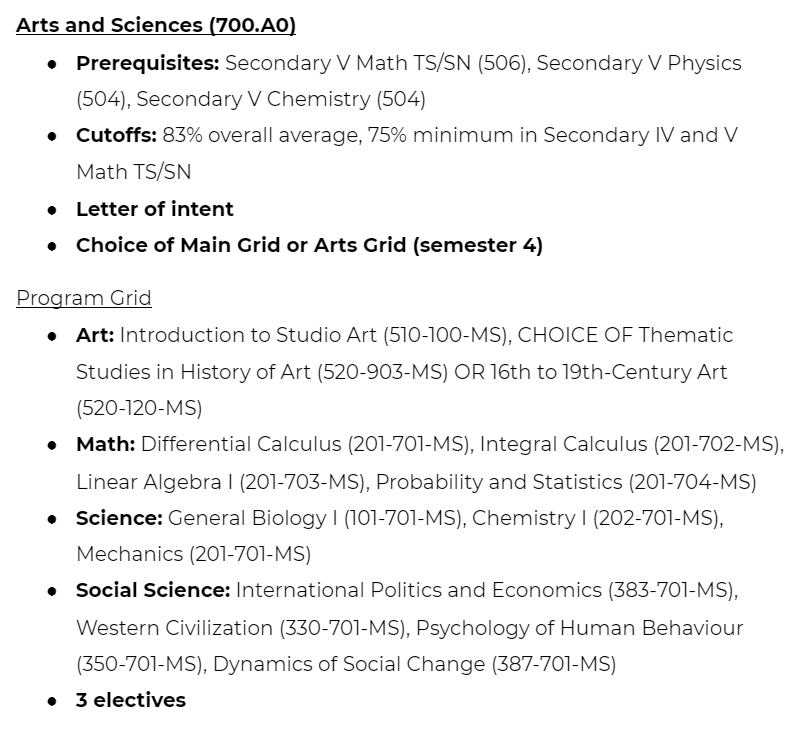 Arts and Sciences (700.A0)
• Prerequisites: Secondary V Math TS/SN (506), Secondary V Physics
(504), Secondary V Chemistry (504)
• Cutoffs: 83% overall average, 75% minimum in Secondary IV and V
Math TS/SN
• Letter of intent
• Choice of Main Grid or Arts Grid (semester 4)
Program Grid
• Art: Introduction to Studio Art (510-100-MS), CHOICE OF Thematic
Studies in History of Art (520-903-MS) OR 16th to 19th-Century Art
(520-120-MS)
• Math: Differential Calculus (201-701-MS), Integral Calculus (201-702-MS),
Linear Algebra I (201-703-MS), Probability and Statistics (201-704-MS)
• Science: General Biology I (101-701-MS), Chemistry I (202-701-MS),
Mechanics (201-701-MS)
• Social Science: International Politics and Economics (383-701-MS),
Western Civilization (330-701-MS), Psychology of Human Behaviour
(350-701-MS), Dynamics of Social Change (387-701-MS)
• 3 electives